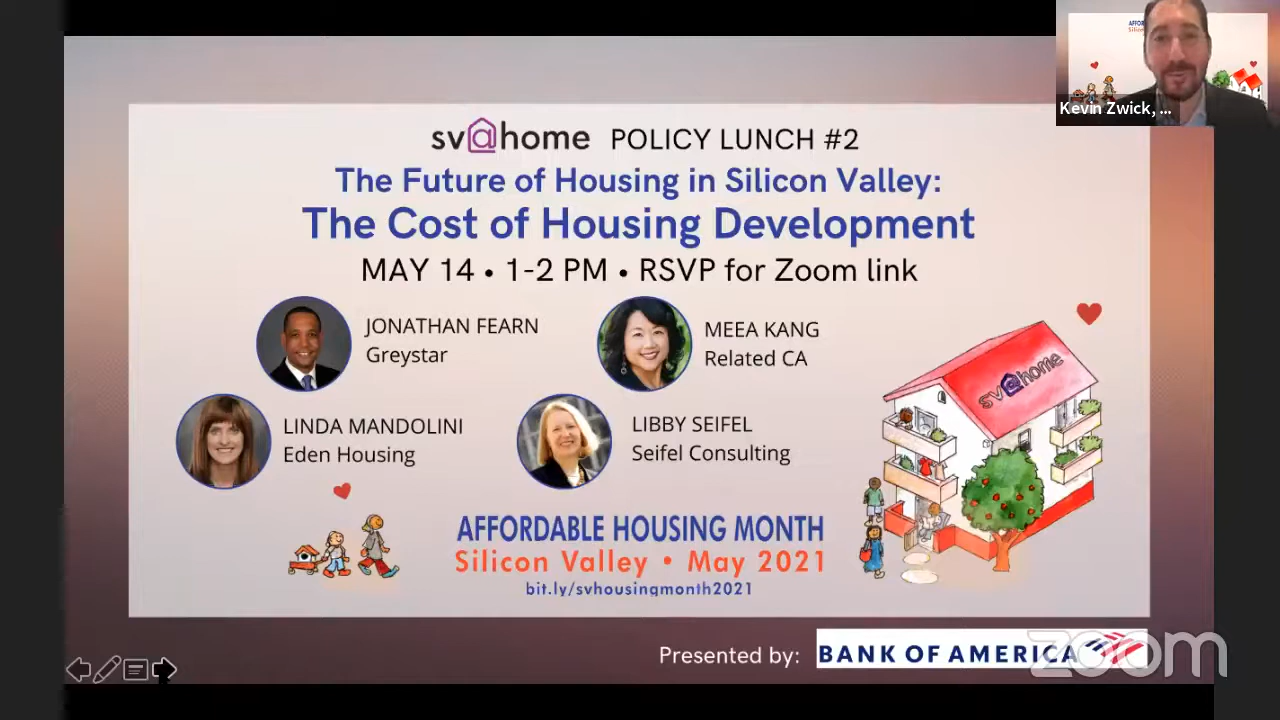 Kevin Zwick, ...
sv@home POLICY LUNCH #2
The Future of Housing in Silicon Valley:
The Cost of Housing Development
MAY 14 • 1-2 PM • RSVP for Zoom link
JONATHAN FEARN
Greystar
MEEA KANG
Related CA
LINDA MANDOLINI
Eden Housing
LIBBY SEIFEL
Seifel Consulting
sv@home
AFFORDABLE HOUSING MONTH
Silicon Valley • May 2021
bit.ly/svhousingmonth2021
Presented by:
BANK OF AMERICA
zoom